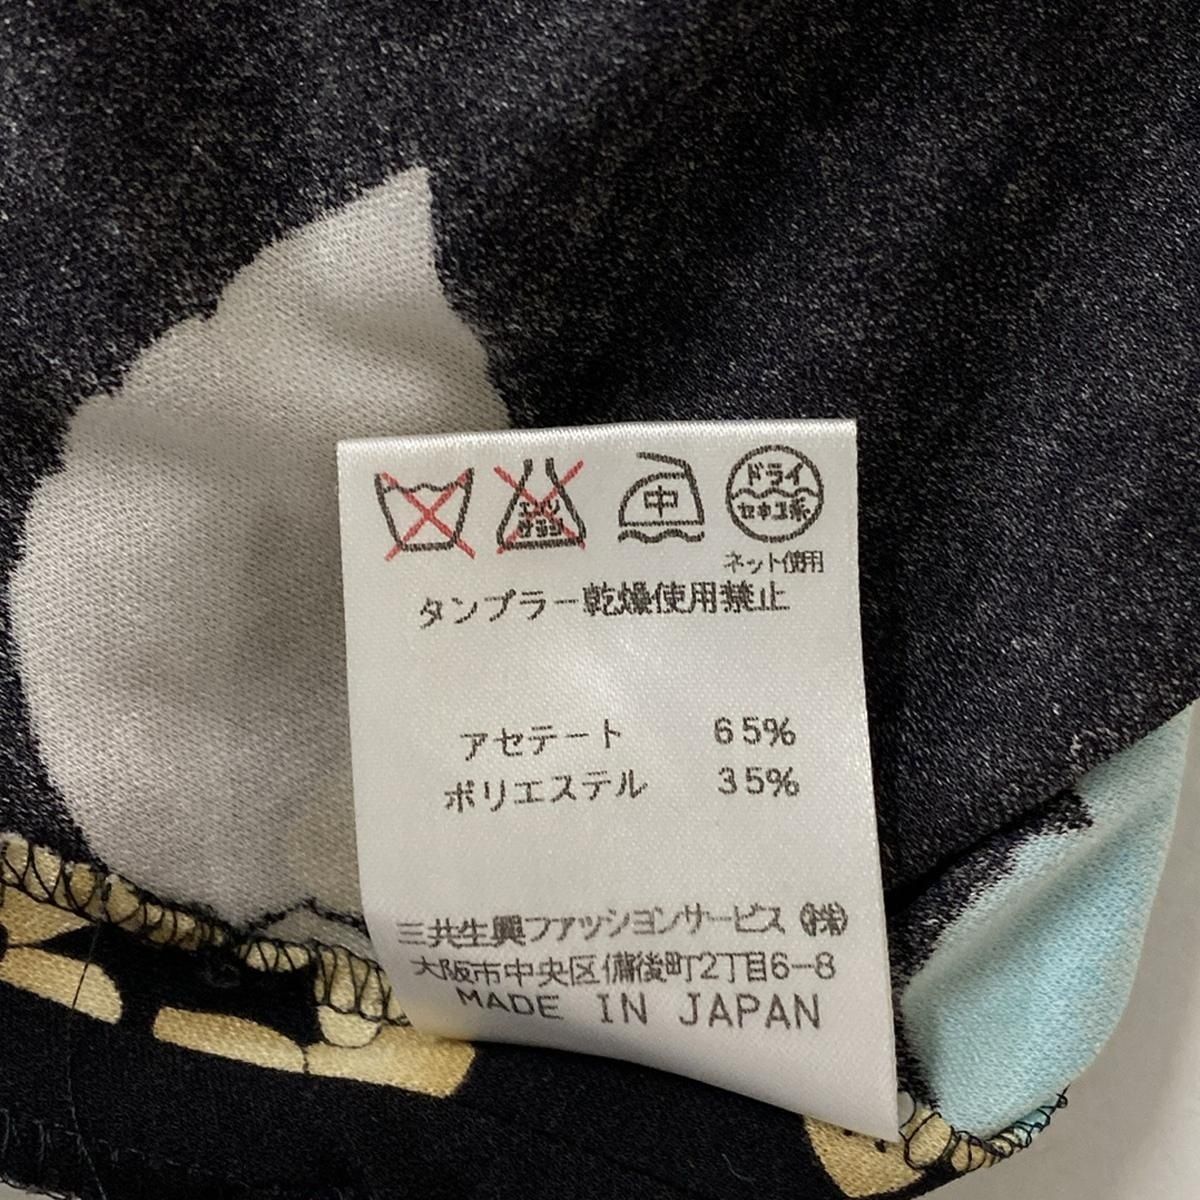 エンソ
サラシ
中
ドライ
セキユ系
ネット使用
タンブラー乾燥使用禁止
アセテート 65%
ポリエステル 35%
三共生興ファッションサービス㈱
大阪市中央区備後町2丁目6-8
MADE IN JAPAN